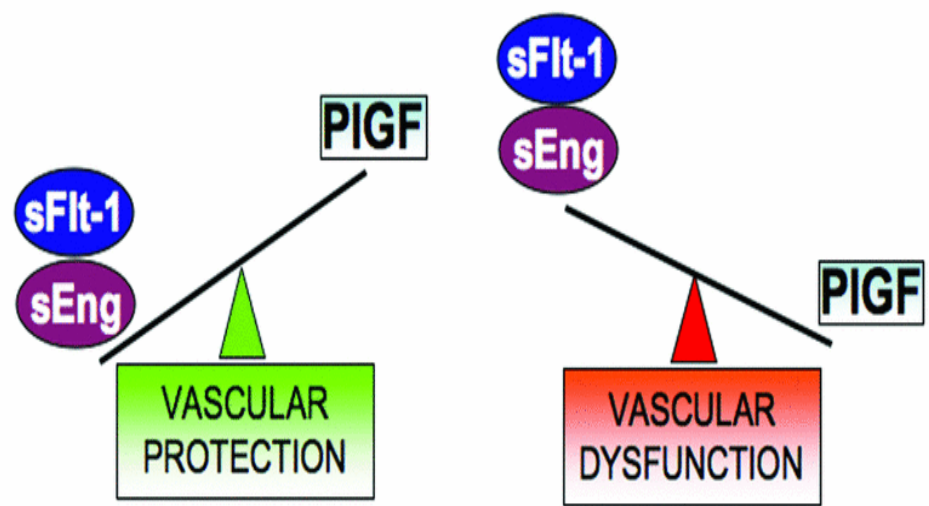 PlGF
sFlt-1
sEng
VASCULAR
PROTECTION
sFlt-1
sEng
PlGF
VASCULAR
DYSFUNCTION